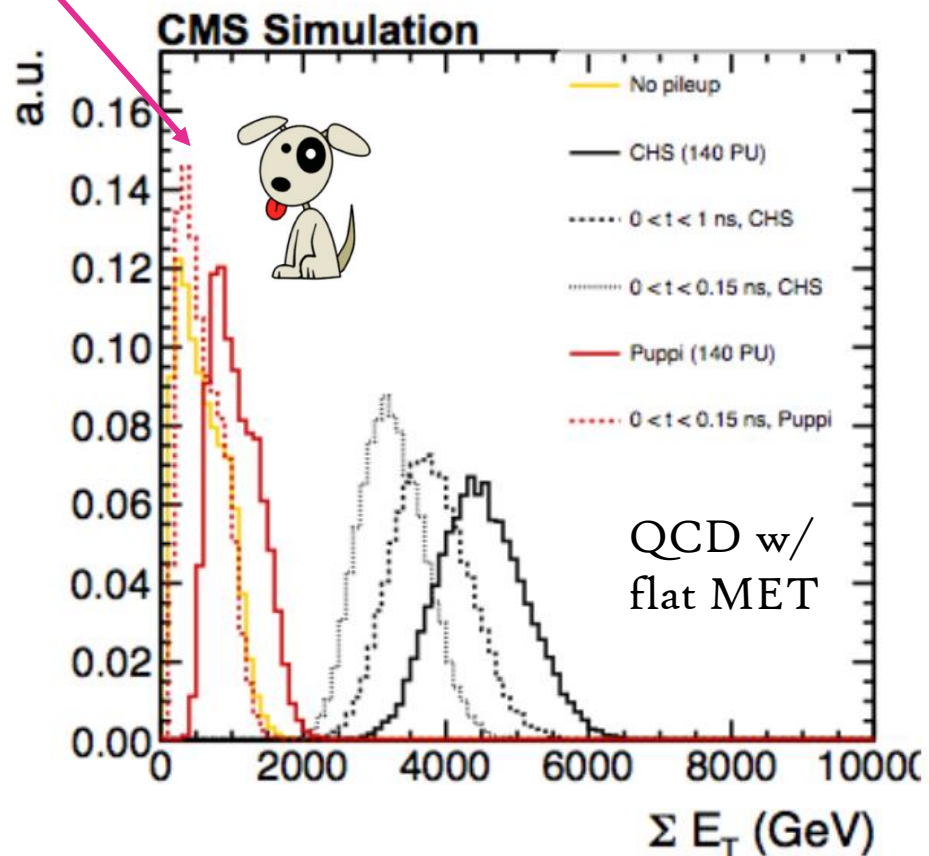 CMS Simulation
a.u.
0.16
0.14
0.12
0.10
0.08
0.06
0.04
0.02
0.00
No pileup
CHS (140 PU)
0 < t < 1 ns, CHS
0 < t < 0.15 ns, CHS
Puppi (140 PU)
0 < t < 0.15 ns, Puppi
QCD w/
flat MET
0 2000 4000 6000 8000 1000
Σ E_T (GeV)